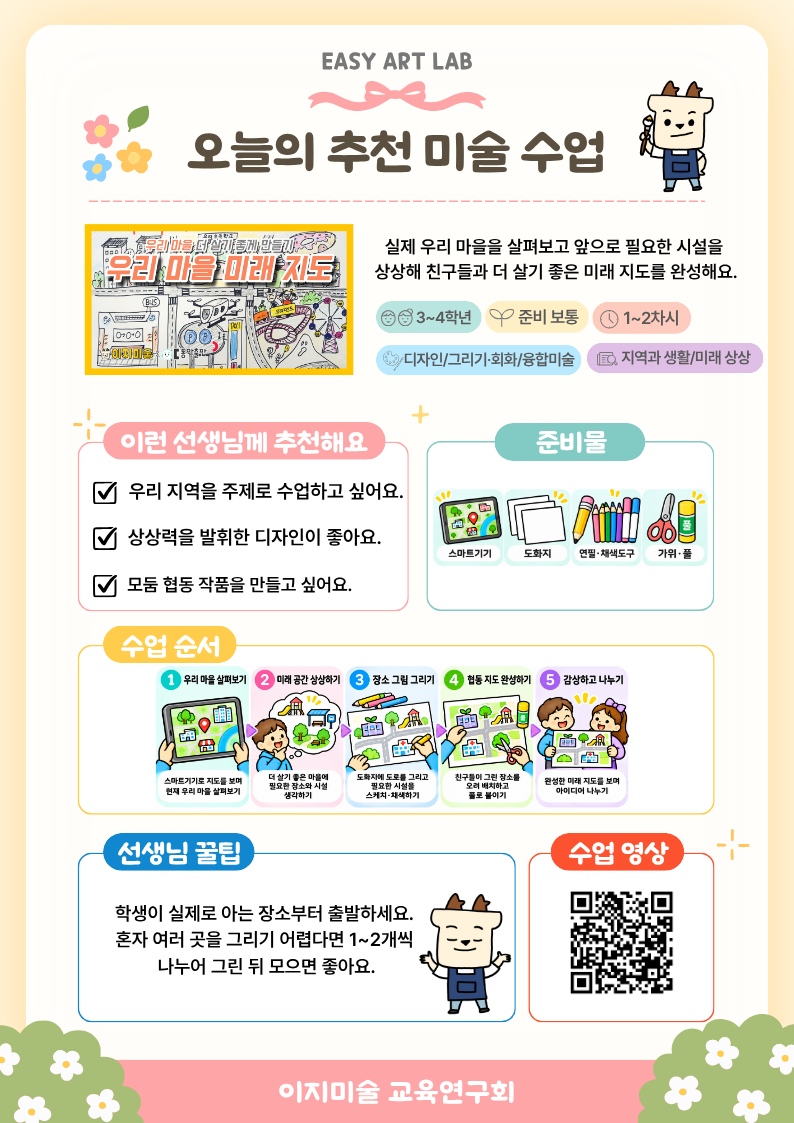 EASY ART LAB
오늘의 추천 미술 수업
우리 마을 더 살기 좋게 만들기
우리 마을 미래 지도
BUS
이지미술
동아출판
실제 우리 마을을 살펴보고 앞으로 필요한 시설을
상상해 친구들과 더 살기 좋은 미래 지도를 완성해요.
3~4학년
준비 보통
1~2차시
디자인/그리기·회화/융합미술
지역과 생활/미래 상상
이런 선생님께 추천해요
우리 지역을 주제로 수업하고 싶어요.
상상력을 발휘한 디자인이 좋아요.
모둠 협동 작품을 만들고 싶어요.
준비물
풀
스마트기기
도화지
연필·채색도구
가위·풀
수업 순서
1 우리 마을 살펴보기
스마트기기로 지도를 보며
현재 우리 마을 살펴보기
2 미래 공간 상상하기
더 살기 좋은 마을에
필요한 장소와 시설
생각하기
3 장소 그림 그리기
도화지에 도로를 그리고
필요한 시설을
스케치·채색하기
4 협동 지도 완성하기
친구들이 그린 장소를
오려 배치하고
풀로 붙이기
5 감상하고 나누기
완성한 미래 지도를 보며
아이디어 나누기
선생님 꿀팁
학생이 실제로 아는 장소부터 출발하세요.
혼자 여러 곳을 그리기 어렵다면 1~2개씩
나누어 그린 뒤 모으면 좋아요.
수업 영상
이지미술 교육연구회